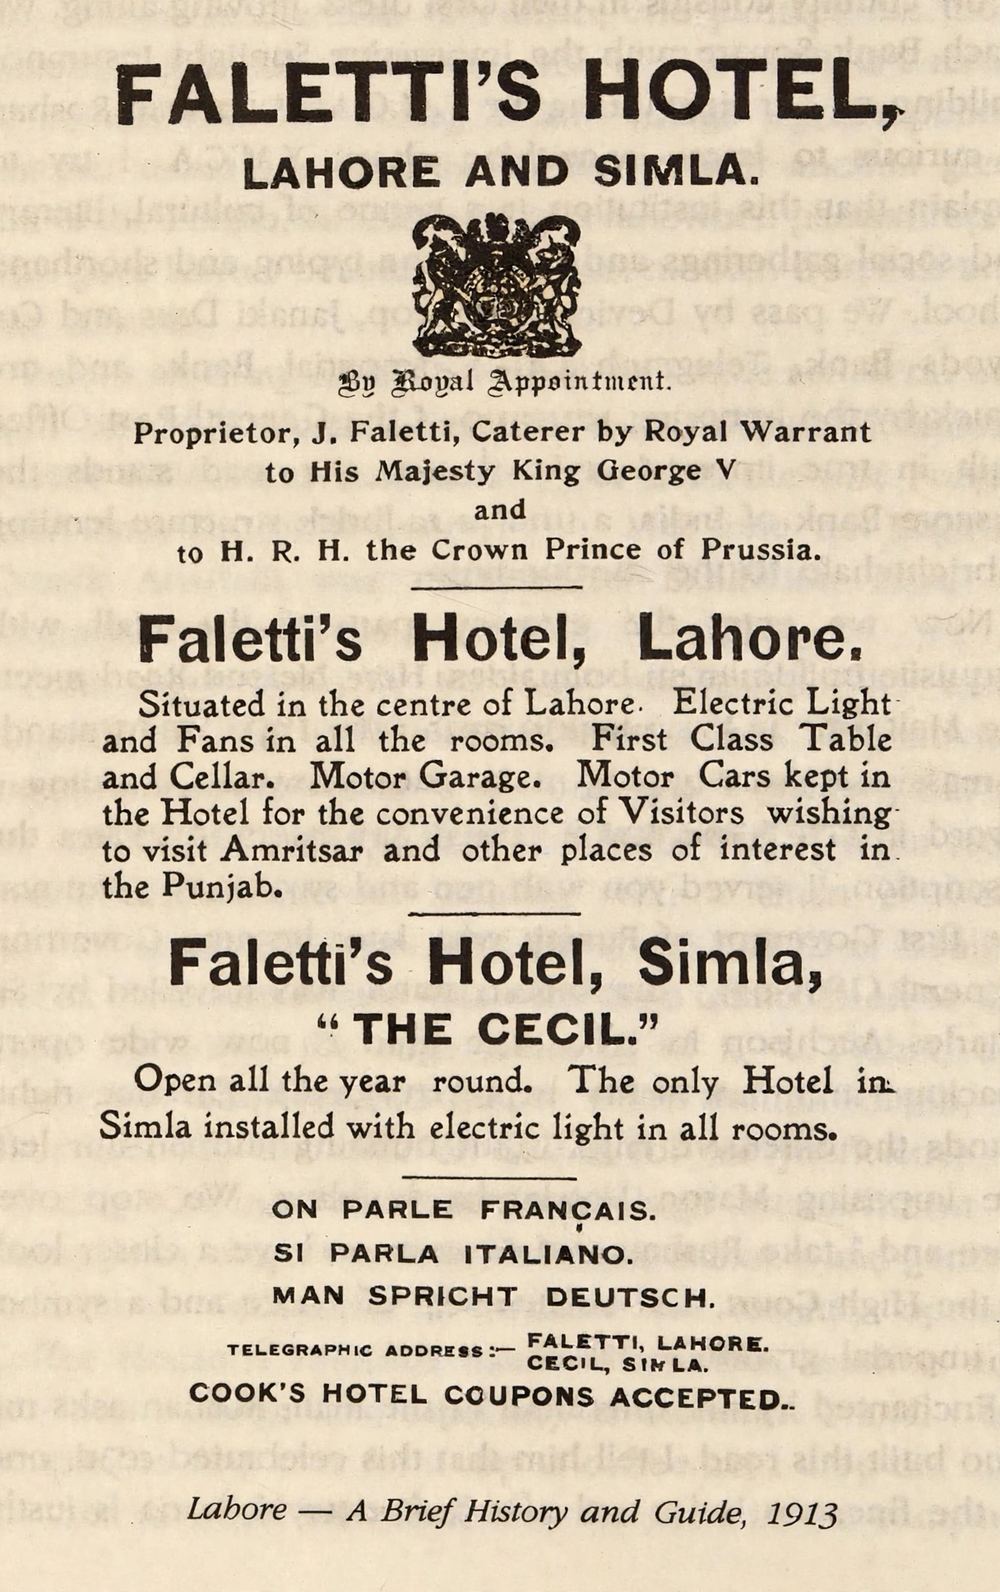 FALETTI'S HOTEL,
LAHORE AND SIMLA.
By Royal Appointment.
Proprietor, J. Faletti, Caterer by Royal Warrant
to His Majesty King George V
and
to H. R. H. the Crown Prince of Prussia.
Faletti's Hotel, Lahore.
Situated in the centre of Lahore. Electric Light
and Fans in all the rooms. First Class Table
and Cellar. Motor Garage. Motor Cars kept in
the Hotel for the convenience of Visitors wishing
to visit Amritsar and other places of interest in
the Punjab.
Faletti's Hotel, Simla,
"THE CECIL."
Open all the year round. The only Hotel in
Simla installed with electric light in all rooms.
ON PARLE FRANÇAIS.
SI PARLA ITALIANO.
MAN SPRICHT DEUTSCH.
TELEGRAPHIC ADDRESS:— FALETTI, LAHORE.
CECIL, SIMLA.
COOK'S HOTEL COUPONS ACCEPTED..
Lahore — A Brief History and Guide, 1913